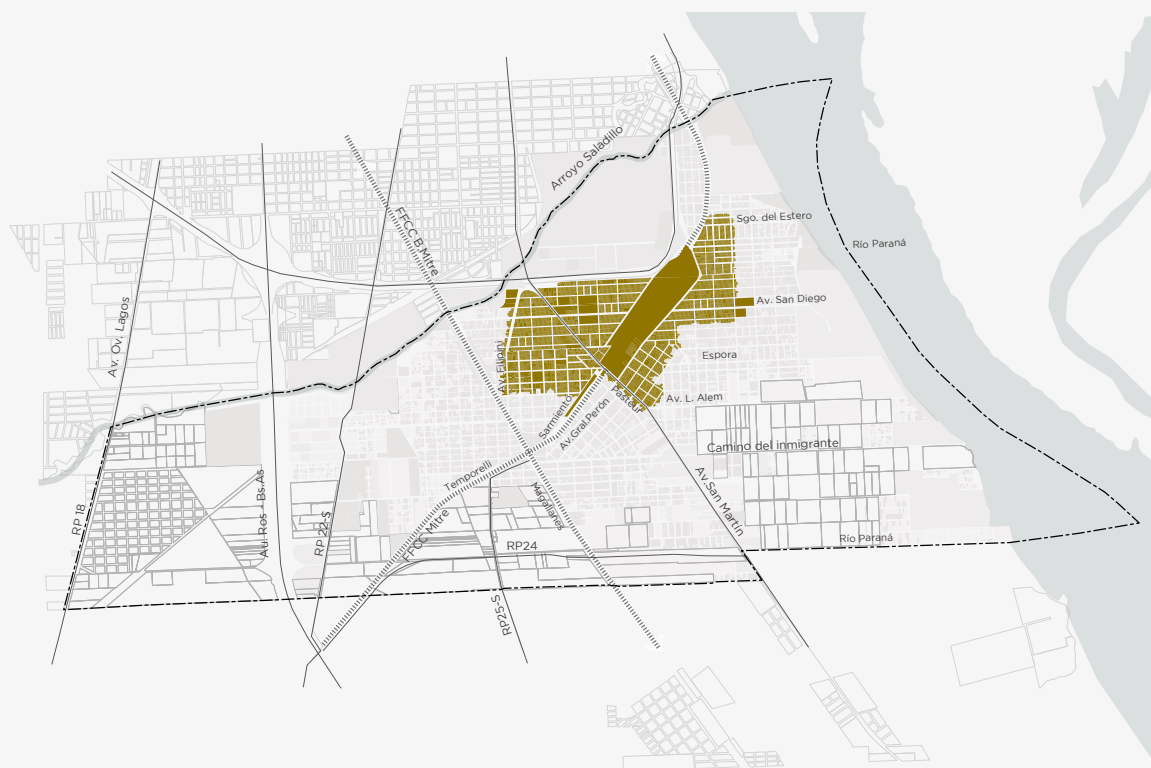 Arroyo Saladillo
FFCC B Mitre
Sgo. del Estero
Río Paraná
Av. San Diego
Av. Ov. Lagos
Av. Filipini
Espora
Pasteur
Av. L. Alem
Sarmiento
Av. Gral. Perón
Camino del inmigrante
Temporelli
Av. San Martín
Magallanes
RP 18
Au. Ros - Bs.As
RP 22-S
FFCC Mitre
RP24
Río Paraná
RP25-S